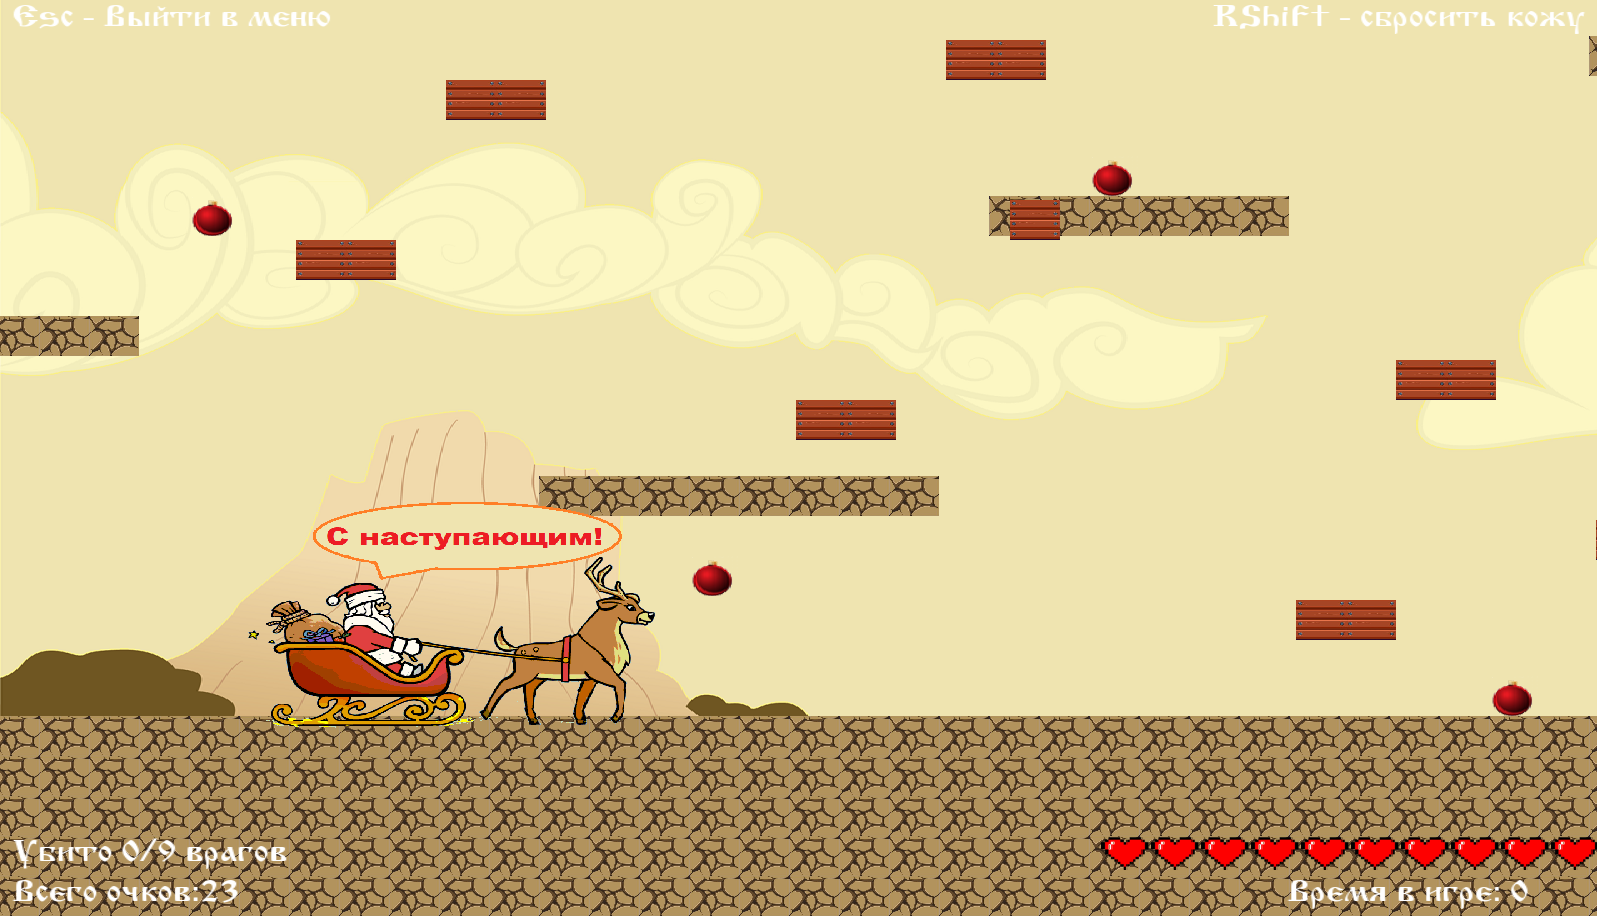 Esc - Выйти в меню
RShift - сбросить кожу
С наступающим!
Убито 0/9 врагов
Всего очков:23
Время в игре: 0